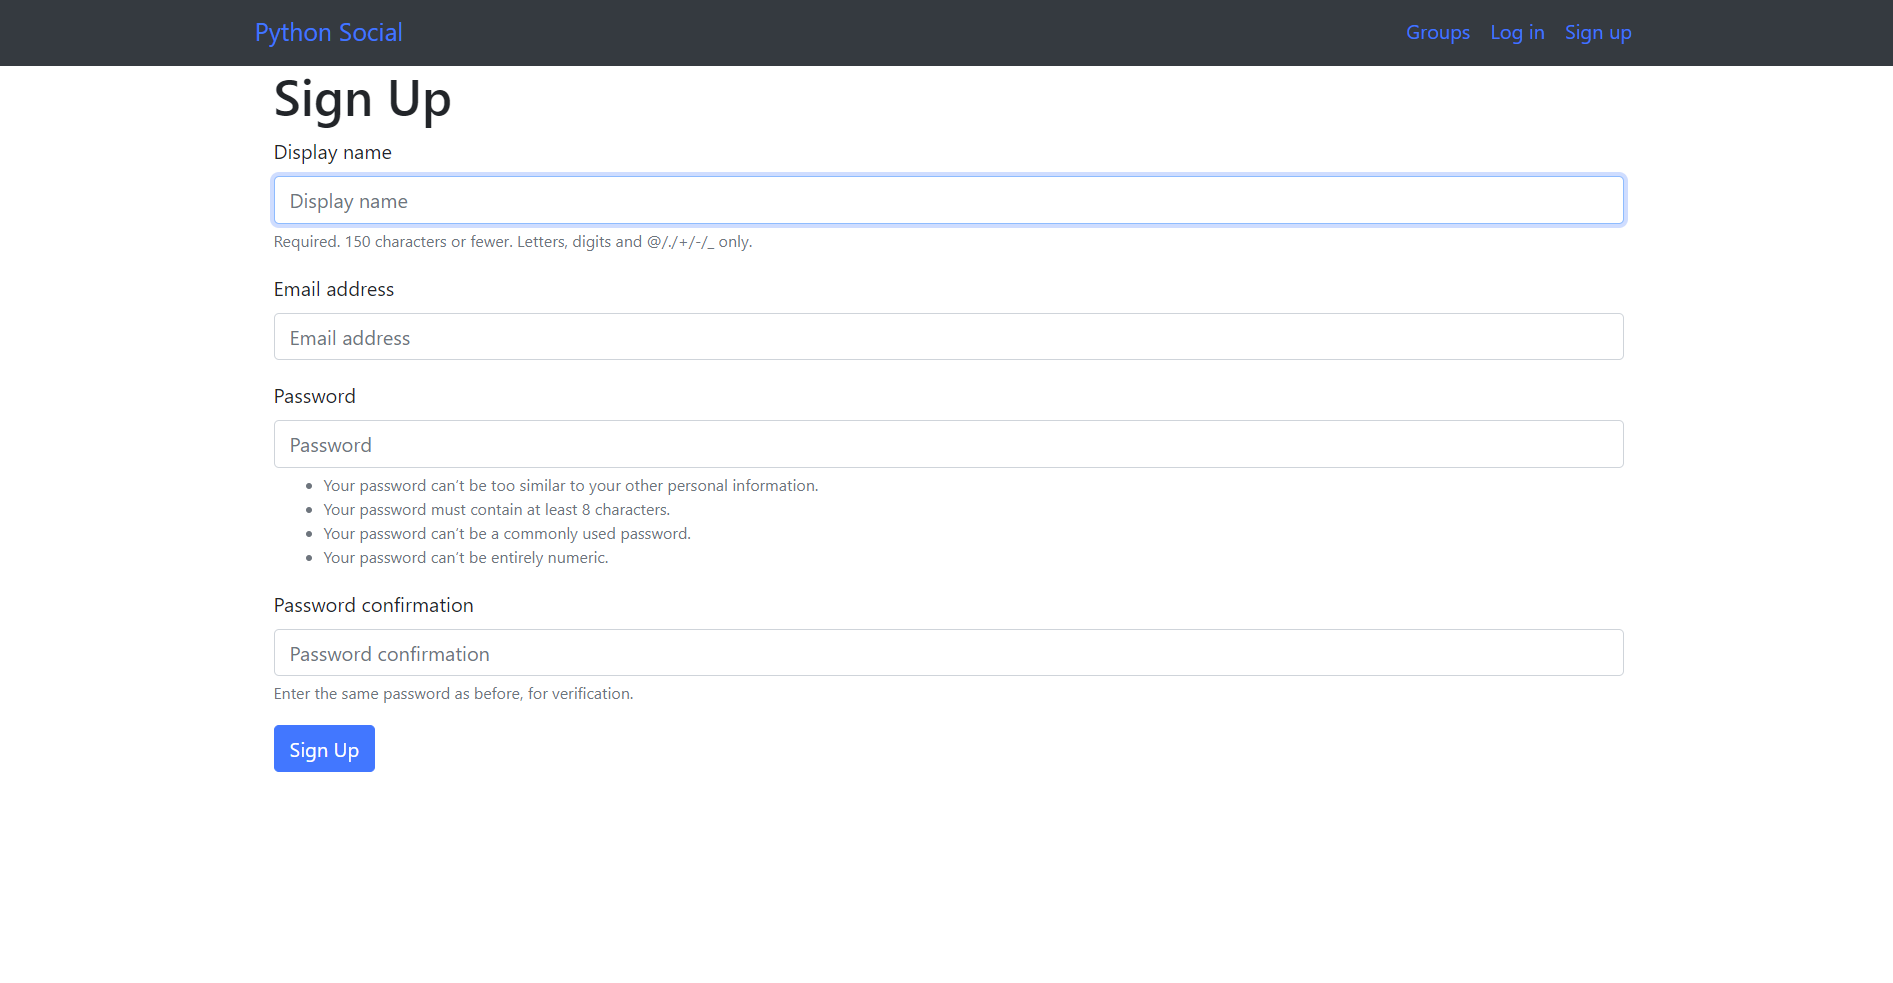 Python Social
Groups Log in Sign up
Sign Up
Display name
Display name
Required. 150 characters or fewer. Letters, digits and @/./+/-/_ only.
Email address
Email address
Password
Password
Your password can’t be too similar to your other personal information.
Your password must contain at least 8 characters.
Your password can’t be a commonly used password.
Your password can’t be entirely numeric.
Password confirmation
Password confirmation
Enter the same password as before, for verification.
Sign Up